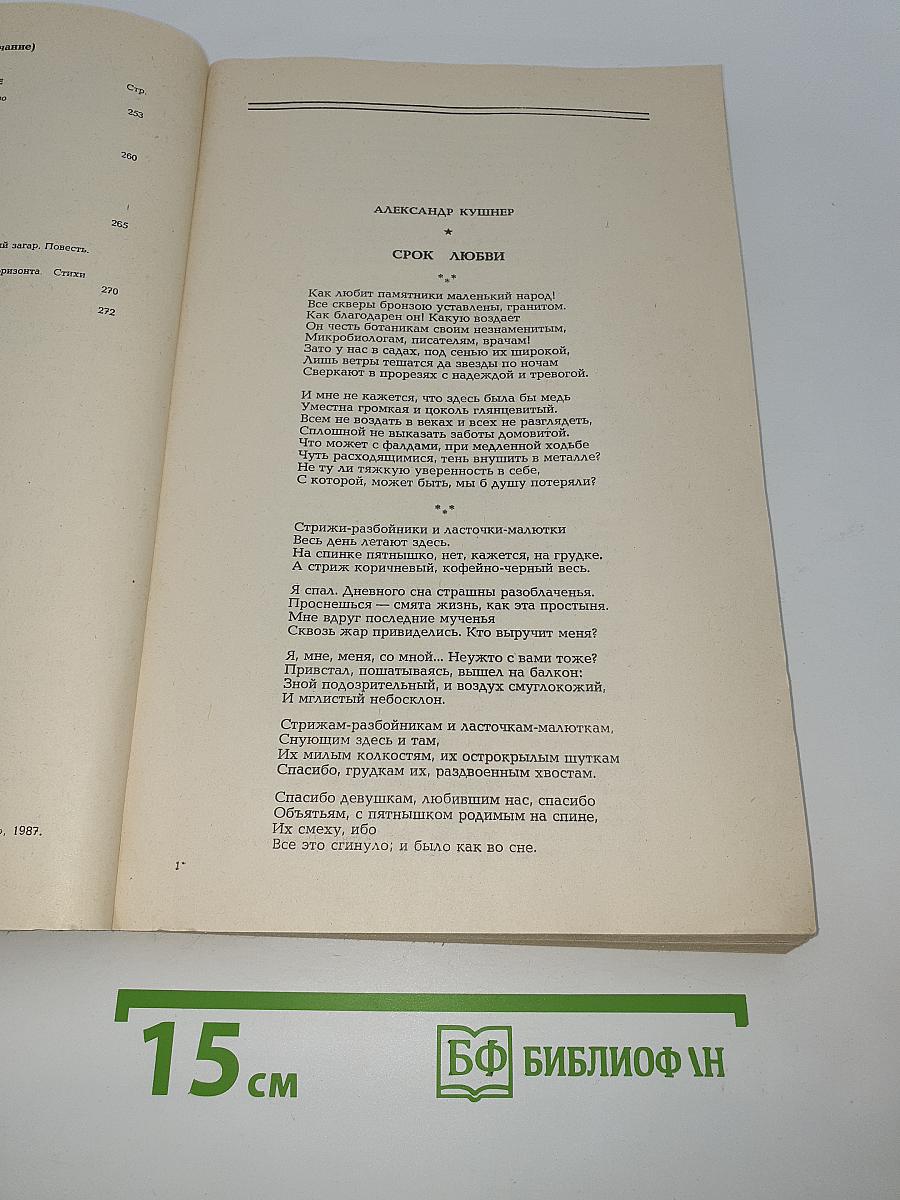 чание)
Стр.
253
260
265
й загар. Повесть.
ризонта. Стихи
270
272
, 1987.
АЛЕКСАНДР КУШНЕР
★
СРОК ЛЮБВИ
***
Как любит памятники маленький народ!
Все скверы бронзою уставлены, гранитом.
Как благодарен он! Какую воздает
Он честь ботаникам своим незнаменитым,
Микробиологам, писателям, врачам!
Зато у нас в садах, под сенью их широкой,
Лишь ветры тешатся да звезды по ночам
Сверкают в прорезях с надеждой и тревогой.
И мне не кажется, что здесь была бы медь
Уместна громкая и цоколь глянцевитый.
Всем не воздать в веках и всех не разглядеть,
Сплошной не выказать заботы домовитой.
Что может с фалдами, при медленной ходьбе
Чуть расходящимися, тень внушить в металле?
Не ту ли тяжкую уверенность в себе,
С которой, может быть, мы б душу потеряли?
***
Стрижи-разбойники и ласточки-малютки
Весь день летают здесь.
На спинке пятнышко, нет, кажется, на грудке.
А стриж коричневый, кофейно-черный весь.
Я спал. Дневного сна страшны разоблаченья.
Проснешься — смята жизнь, как эта простыня.
Мне вдруг последние мученья
Сквозь жар привиделись. Кто выручит меня?
Я, мне, меня, со мной... Неужто с вами тоже?
Привстал, пошатываясь, вышел на балкон:
Зной подозрительный, и воздух смуглокожий,
И мглистый небосклон.
Стрижам-разбойникам и ласточкам-малюткам,
Снующим здесь и там,
Их милым колкостям, их острокрылым шуткам
Спасибо, грудкам их, раздвоенным хвостам.
Спасибо девушкам, любившим нас, спасибо
Объятьям, с пятнышком родимым на спине,
Их смеху, ибо
Все это сгинуло; и было как во сне.
1*
15 см
БФ БИБЛИОФАН